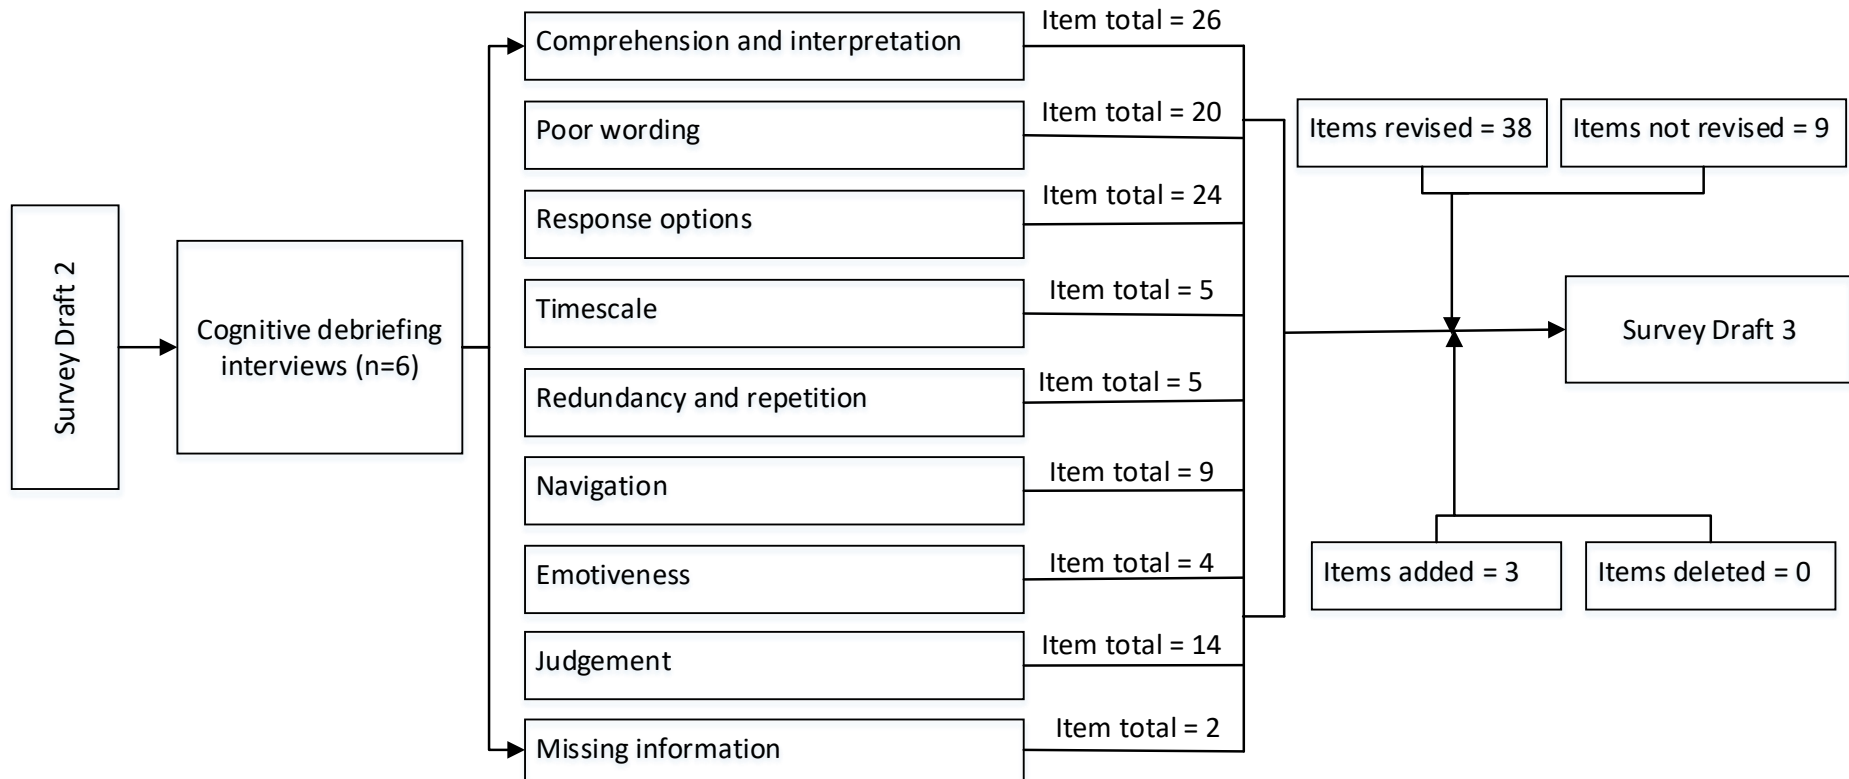 Survey Draft 2
Cognitive debriefing
interviews (n=6)
Comprehension and interpretation
Item total = 26
Poor wording
Item total = 20
Response options
Item total = 24
Timescale
Item total = 5
Redundancy and repetition
Item total = 5
Navigation
Item total = 9
Emotiveness
Item total = 4
Judgement
Item total = 14
Missing information
Item total = 2
Items revised = 38
Items not revised = 9
Items added = 3
Items deleted = 0
Survey Draft 3